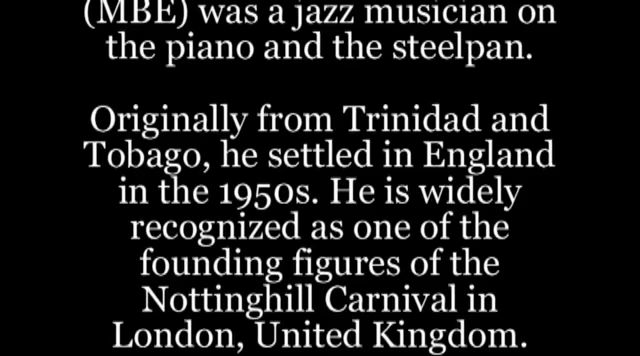 (MBE) was a jazz musician on
the piano and the steelpan.
Originally from Trinidad and
Tobago, he settled in England
in the 1950s. He is widely
recognized as one of the
founding figures of the
Nottinghill Carnival in
London, United Kingdom.